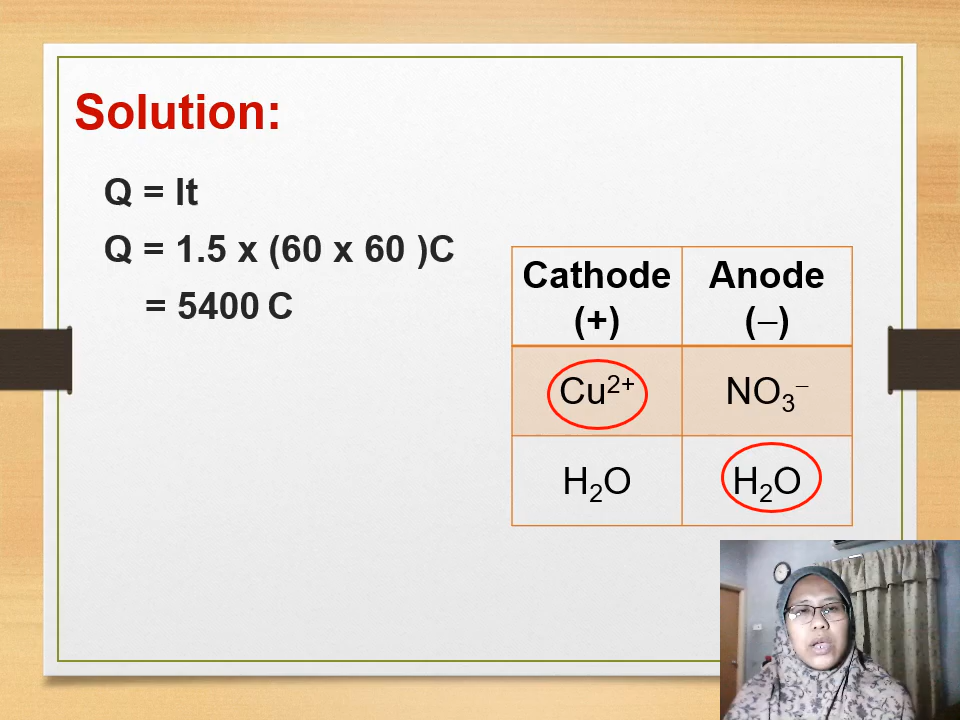 Solution:
Q = It
Q = 1.5 x (60 x 60 )C
= 5400 C
Cathode (+) Anode (–)
Cu²⁺ NO₃⁻
H₂O H₂O